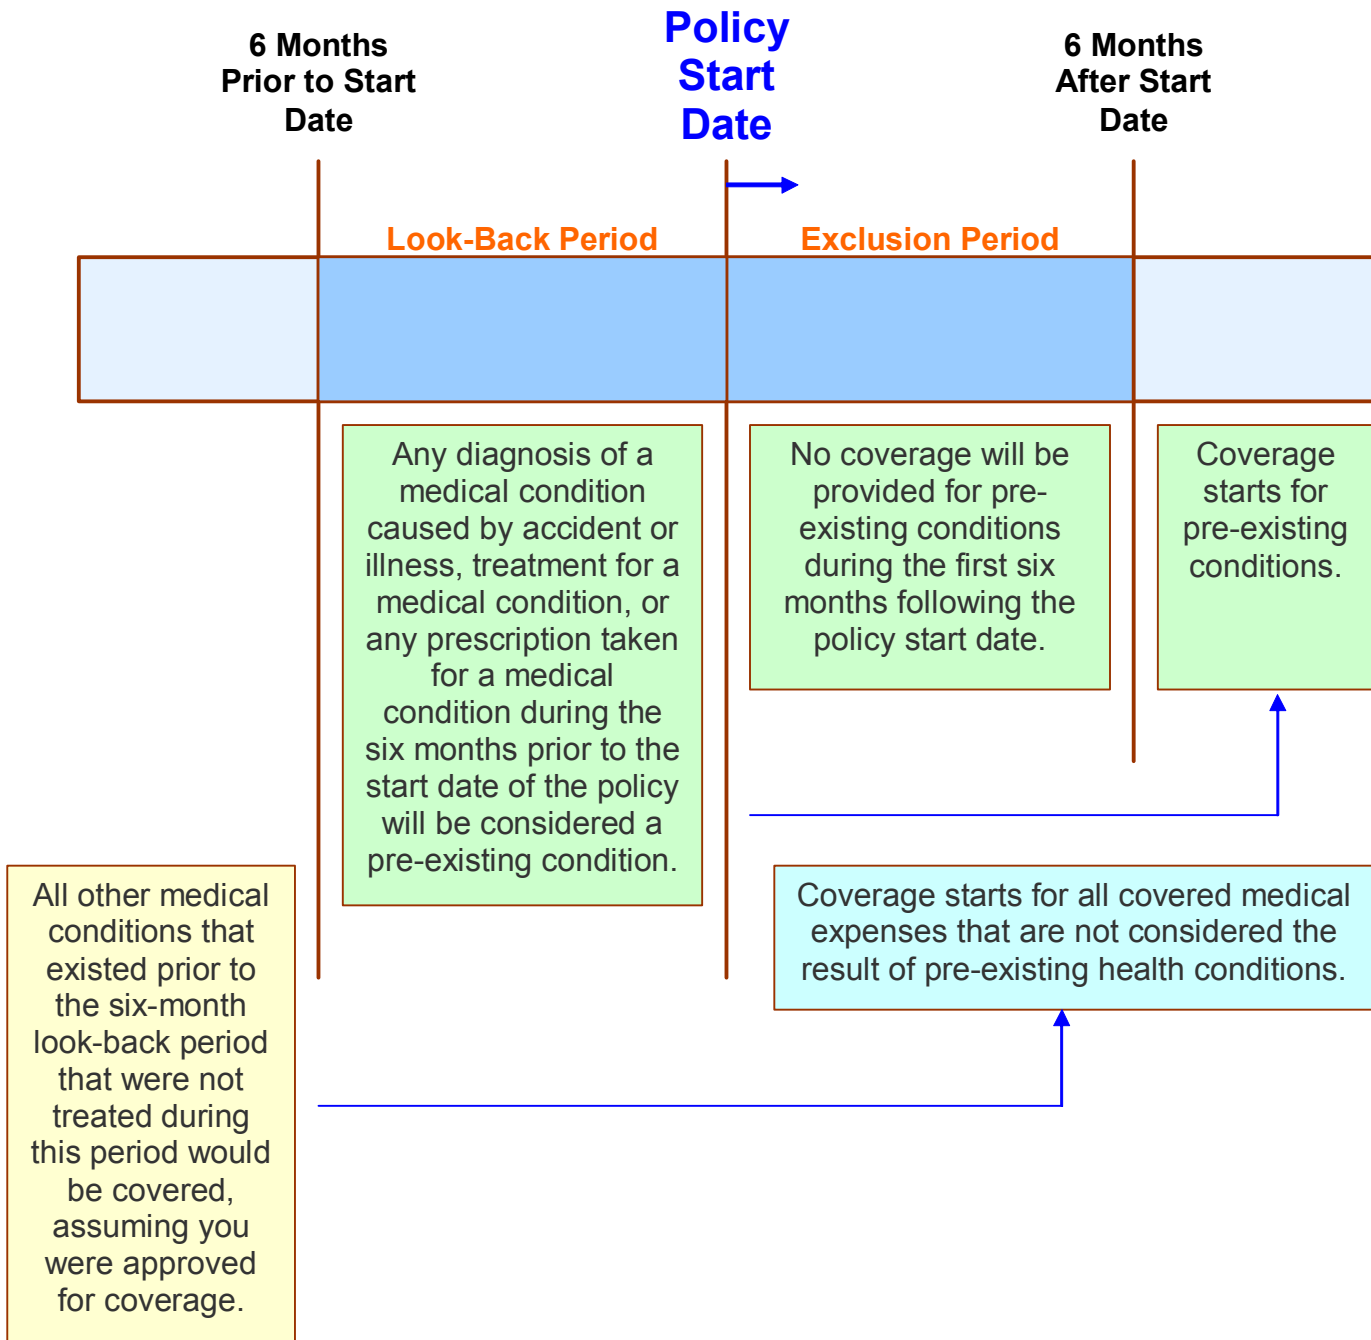 6 Months
Prior to Start
Date
Policy
Start
Date
6 Months
After Start
Date
Look-Back Period
Exclusion Period
Any diagnosis of a
medical condition
caused by accident or
illness, treatment for a
medical condition, or
any prescription taken
for a medical
condition during the
six months prior to the
start date of the policy
will be considered a
pre-existing condition.
No coverage will be
provided for pre-
existing conditions
during the first six
months following the
policy start date.
Coverage
starts for
pre-existing
conditions.
All other medical
conditions that
existed prior to
the six-month
look-back period
that were not
treated during
this period would
be covered,
assuming you
were approved
for coverage.
Coverage starts for all covered medical
expenses that are not considered the
result of pre-existing health conditions.